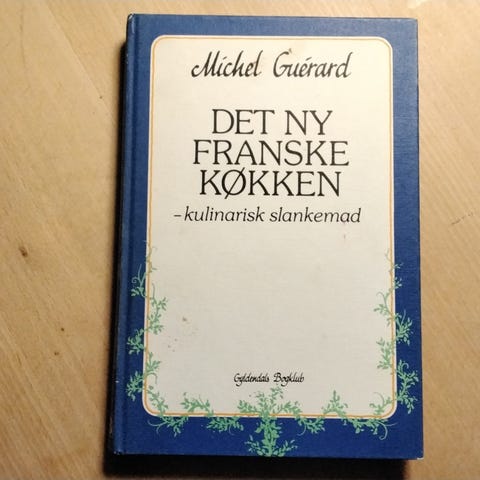 Michel Guérard
DET NY
FRANSKE
KØKKEN
– kulinarisk slankemad
Gyldendals Bogklub